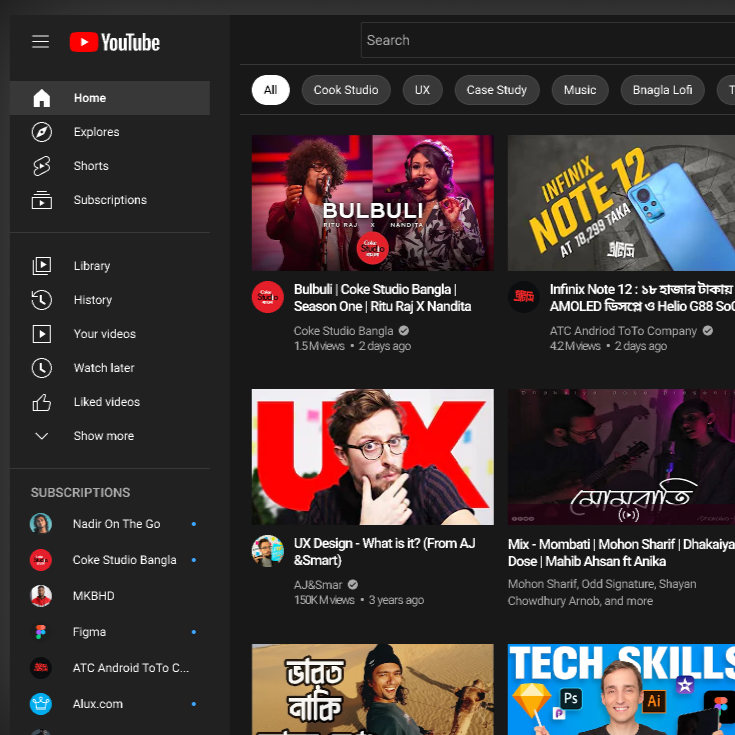 YouTube
Search
Home
Explores
Shorts
Subscriptions
Library
History
Your videos
Watch later
Liked videos
Show more
SUBSCRIPTIONS
Nadir On The Go
Coke Studio Bangla
MKBHD
Figma
ATC Android ToTo C...
Alux.com
All
Cook Studio
UX
Case Study
Music
Bnagla Lofi
T
BULBULI
RITU RAJ X NANDITA
Coke Studio
Bulbuli | Coke Studio Bangla |
Season One | Ritu Raj X Nandita
Coke Studio Bangla
1.5M views • 2 days ago
INFINIX
NOTE 12
AT 18,299 TAKA
Infinix Note 12 : ১৮ হাজার টাকায়
AMOLED ডিসপ্লে ও Helio G88 SoC
ATC Andriod ToTo Company
4.2M views • 2 days ago
UX
UX Design - What is it? (From AJ
&Smart)
AJ&Smar
150K M views • 3 years ago
মোমবাতি
Mix - Mombati | Mohon Sharif | Dhakaiya
Dose | Mahib Ahsan ft Anika
Mohon Sharif, Odd Signature, Shayan
Chowdhury Arnob, and more
ভারত
নাকি
TECH SKILLS
Ps
Ai